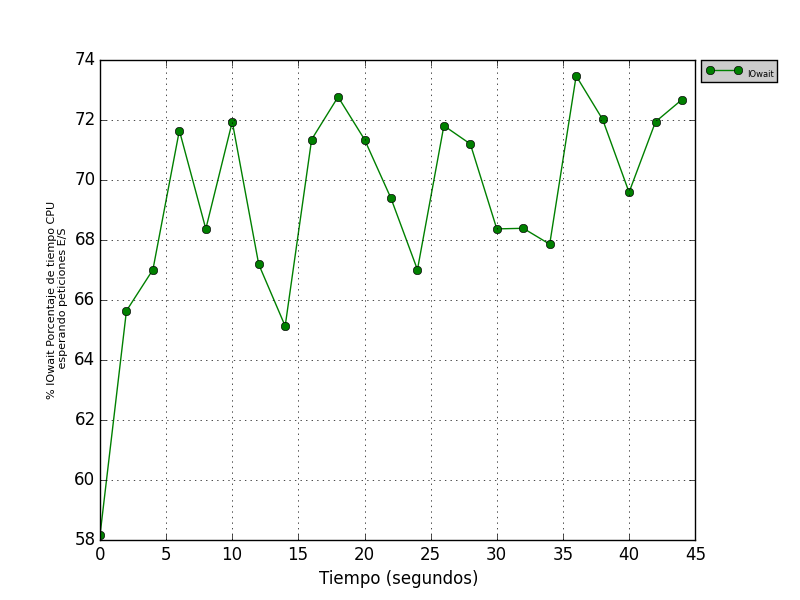 74
72
70
68
66
64
62
60
58
0 5 10 15 20 25 30 35 40 45
% IOwait Porcentaje de tiempo CPU
esperando peticiones E/S
Tiempo (segundos)
IOwait